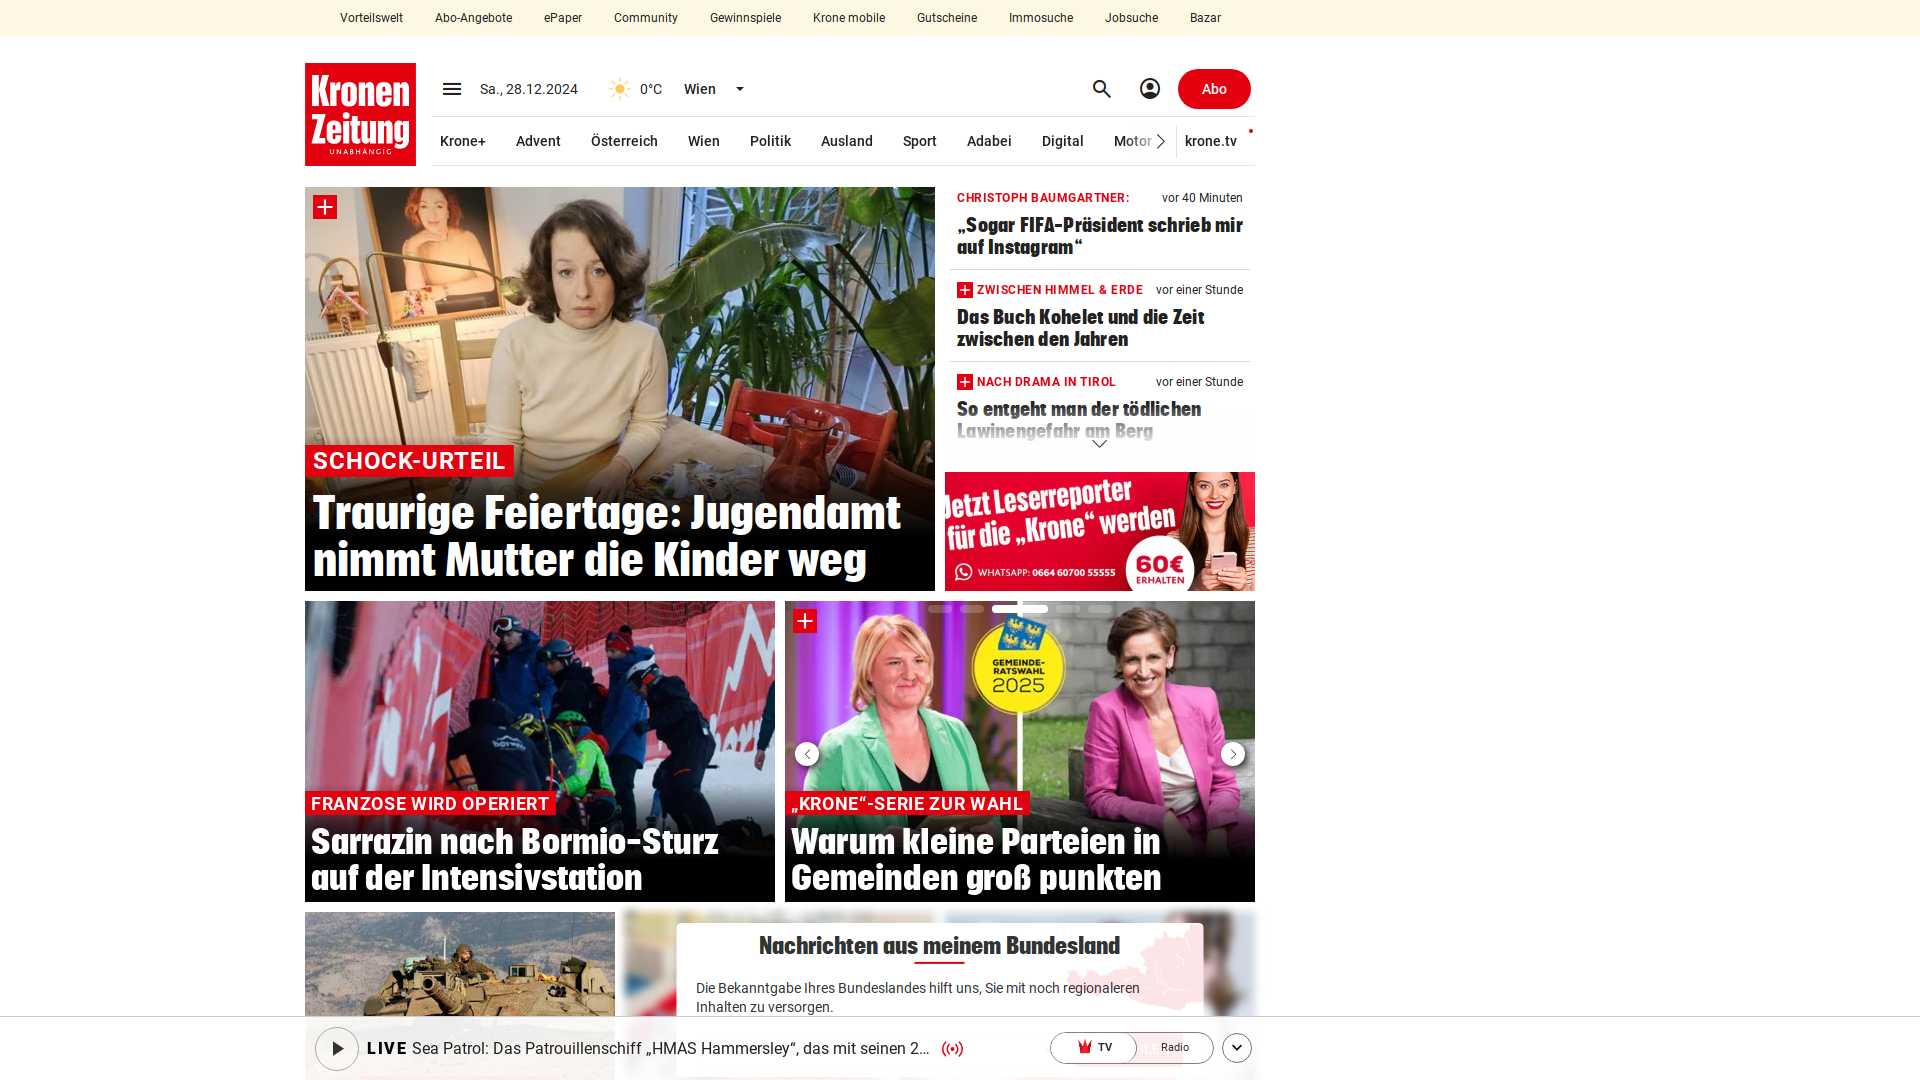 Vorteilswelt Abo-Angebote ePaper Community Gewinnspiele Krone mobile Gutscheine Immosuche Jobsuche Bazar
Kronen
Zeitung
UNABHÄNGIG
Sa., 28.12.2024 0°C Wien
Abo
Krone+ Advent Österreich Wien Politik Ausland Sport Adabei Digital Motor krone.tv
SCHOCK-URTEIL
Traurige Feiertage: Jugendamt
nimmt Mutter die Kinder weg
CHRISTOPH BAUMGARTNER: vor 40 Minuten
„Sogar FIFA-Präsident schrieb mir
auf Instagram“
ZWISCHEN HIMMEL & ERDE vor einer Stunde
Das Buch Kohelet und die Zeit
zwischen den Jahren
NACH DRAMA IN TIROL vor einer Stunde
So entgeht man der tödlichen
Lawinengefahr am Berg
Jetzt Leserreporter
für die „Krone“ werden
WHATSAPP: 0664 60700 55555
60€
ERHALTEN
FRANZOSE WIRD OPERIERT
Sarrazin nach Bormio-Sturz
auf der Intensivstation
GEMEINDE-
RATSWAHL
2025
„KRONE“-SERIE ZUR WAHL
Warum kleine Parteien in
Gemeinden groß punkten
Nachrichten aus meinem Bundesland
Die Bekanntgabe Ihres Bundeslandes hilft uns, Sie mit noch regionaleren
Inhalten zu versorgen.
LIVE Sea Patrol: Das Patrouillenschiff „HMAS Hammersley“, das mit seinen 2...
TV Radio